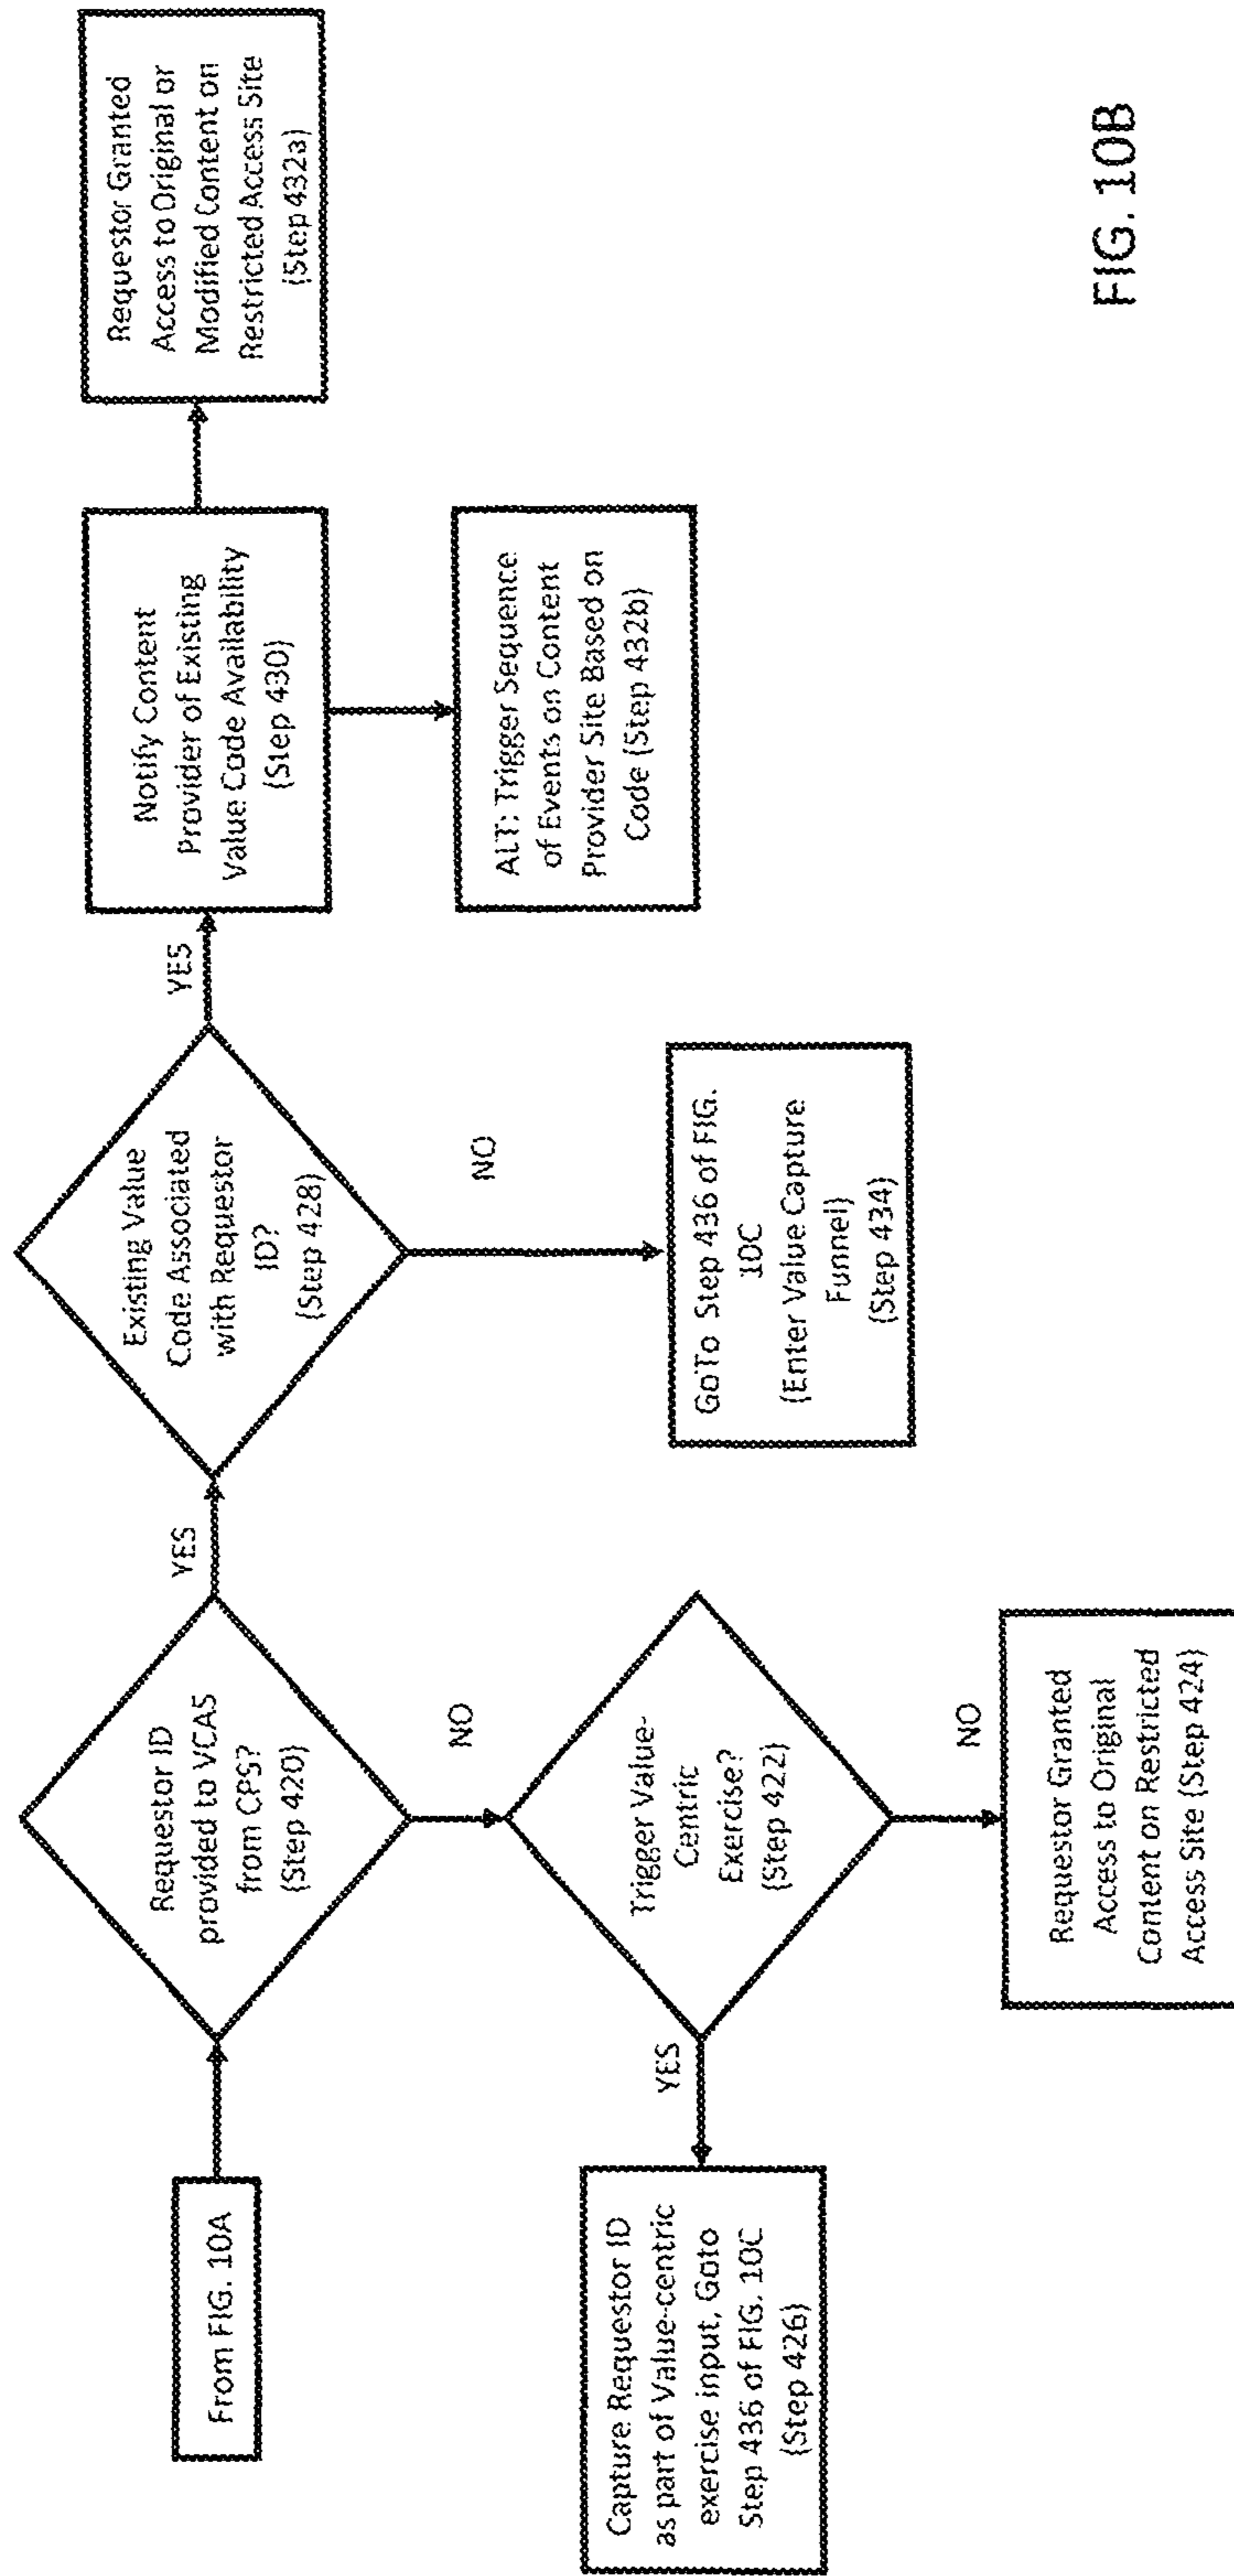 From FIG. 10A
Requestor ID
provided to VCAS
from CPS?
(Step 420)
YES
NO
Existing Value
Code Associated
with Requestor
ID?
(Step 428)
YES
NO
Notify Content
Provider of Existing
Value Code Availability
(Step 430)
Requestor Granted
Access to Original or
Modified Content on
Restricted Access Site
(Step 432a)
ALT: Trigger Sequence
of Events on Content
Provider Site Based on
Code (Step 432b)
GoTo Step 436 of FIG.
10C
(Enter Value Capture
Funnel)
(Step 434)
Trigger Value-
Centric
Exercise?
(Step 422)
YES
NO
Capture Requestor ID
as part of Value-centric
exercise input, Goto
Step 436 of FIG. 10C
(Step 426)
Requestor Granted
Access to Original
Content on Restricted
Access Site (Step 424)
FIG. 10B